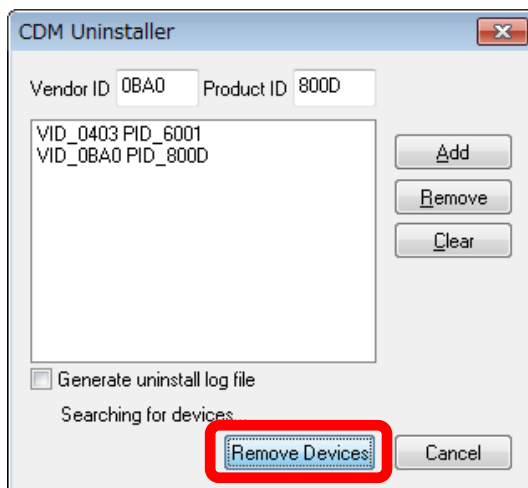 CDM Uninstaller
Vendor ID 0BA0 Product ID 800D
VID_0403 PID_6001
VID_0BA0 PID_800D
Add
Remove
Clear
Generate uninstall log file
Searching for devices...
Remove Devices Cancel